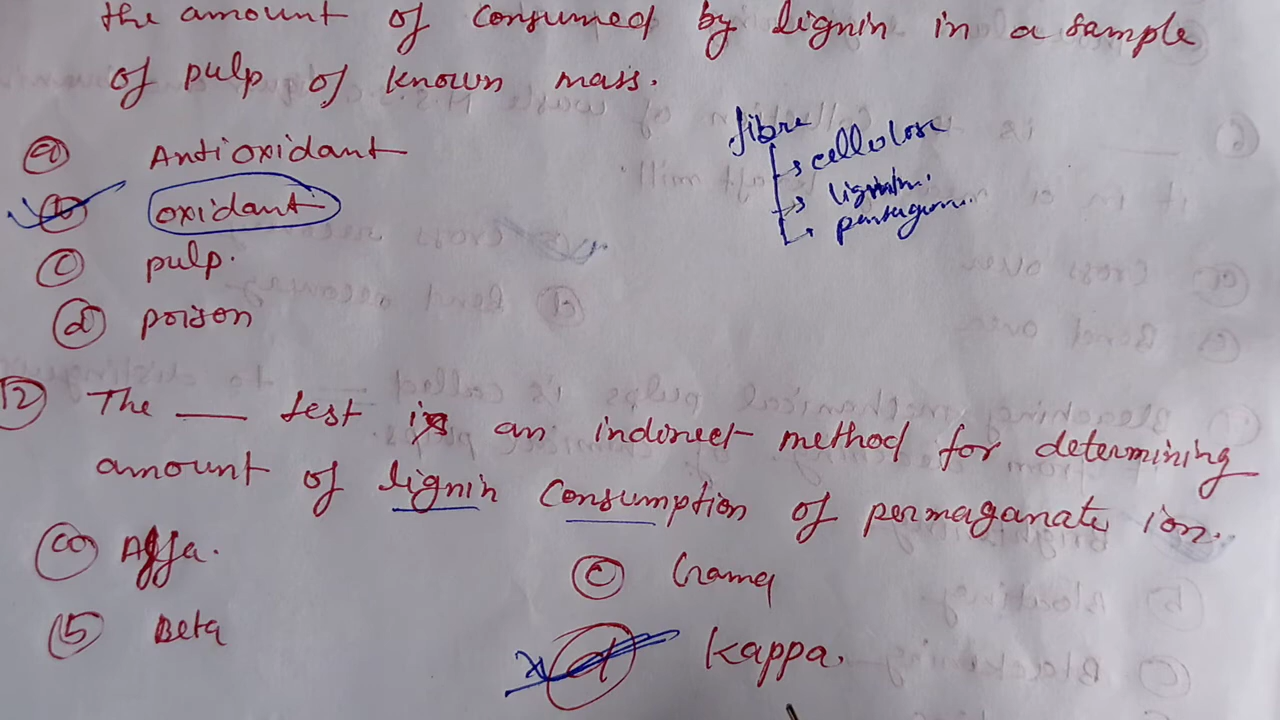 the amount of consumed by lignin in a sample
of pulp of known mass.
fibre
cellulose
(a) Antioxidant
(b) oxidant
(c) pulp.
(d) poison
12 The ___ test is an indirect method for determining
amount of lignin consumption of permaganate ion.
(b) Beta
(d) Kappa.